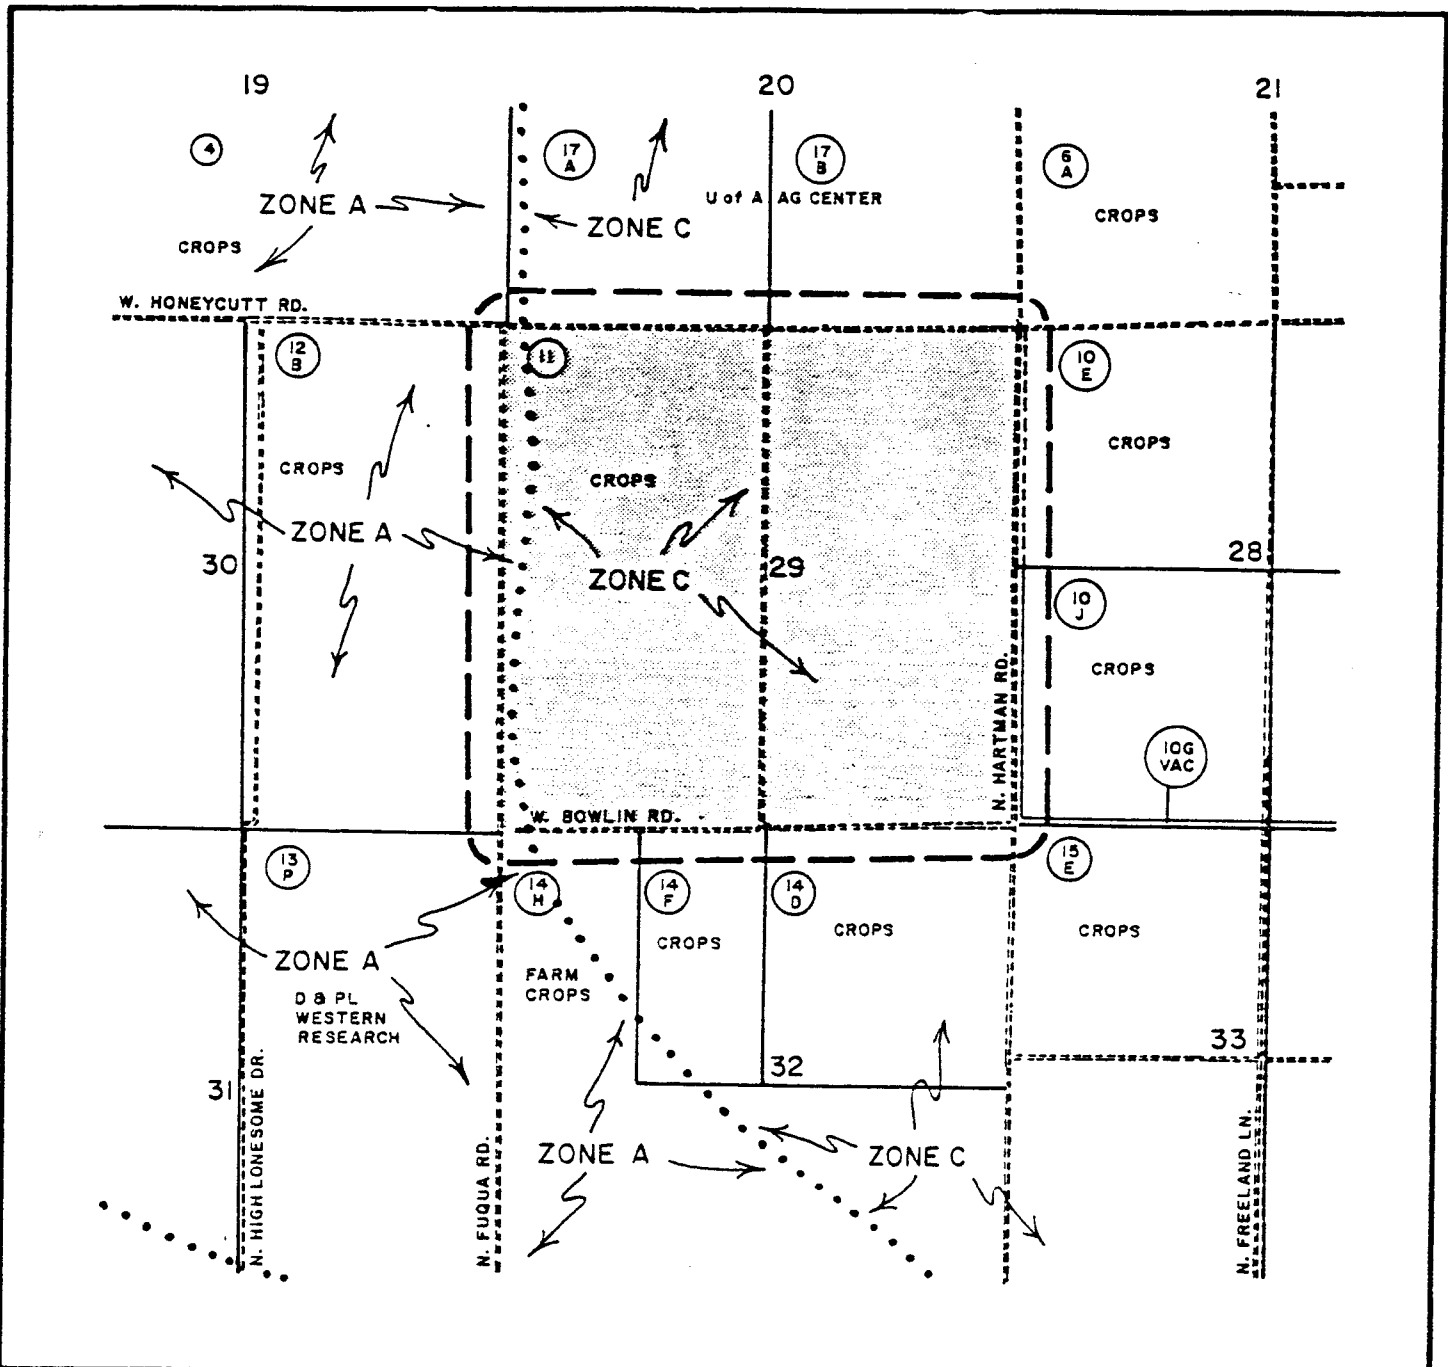 19
20
21
4
17
A
17
B
6
A
ZONE A
U of A AG CENTER
ZONE C
CROPS
CROPS
W. HONEYCUTT RD.
12
B
11
10
E
CROPS
CROPS
CROPS
ZONE A
30
ZONE C
29
28
10
J
CROPS
N. HARTMAN RD.
10G
VAC
W. BOWLIN RD.
13
P
14
H
14
F
14
D
15
E
CROPS
CROPS
CROPS
ZONE A
FARM
CROPS
D & PL
WESTERN
RESEARCH
31
32
33
N. HIGH LONESOME DR.
N. FUQUA RD.
ZONE A
ZONE C
N. FREELAND LN.